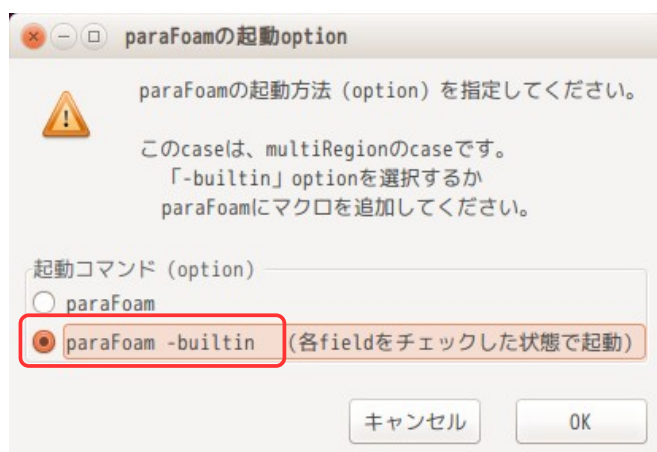 paraFoamの起動option
paraFoamの起動方法（option）を指定してください。
このcaseは、multiRegionのcaseです。
「-builtin」optionを選択するか
paraFoamにマクロを追加してください。
起動コマンド（option）
paraFoam
paraFoam -builtin （各fieldをチェックした状態で起動）
キャンセル OK